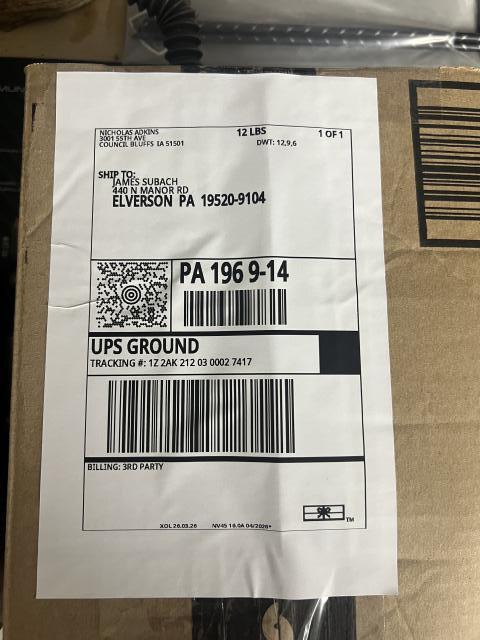 NICHOLAS ADKINS
3001 55TH AVE
COUNCIL BLUFFS IA 51501
12 LBS
1 OF 1
DWT: 12,9,6
SHIP TO:
JAMES SUBACH
440 N MANOR RD
ELVERSON PA 19520-9104
PA 196 9-14
UPS GROUND
TRACKING #: 1Z 2AK 212 03 0002 7417
BILLING: 3RD PARTY
TM
XOL 26.03.26 NV45 16.0A 04/2026*